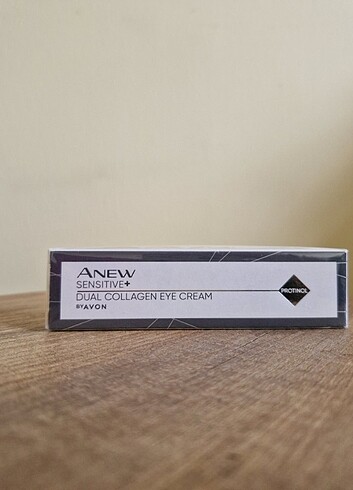 ANEW
SENSITIVE+
DUAL COLLAGEN EYE CREAM
BY AVON
PROTINOL